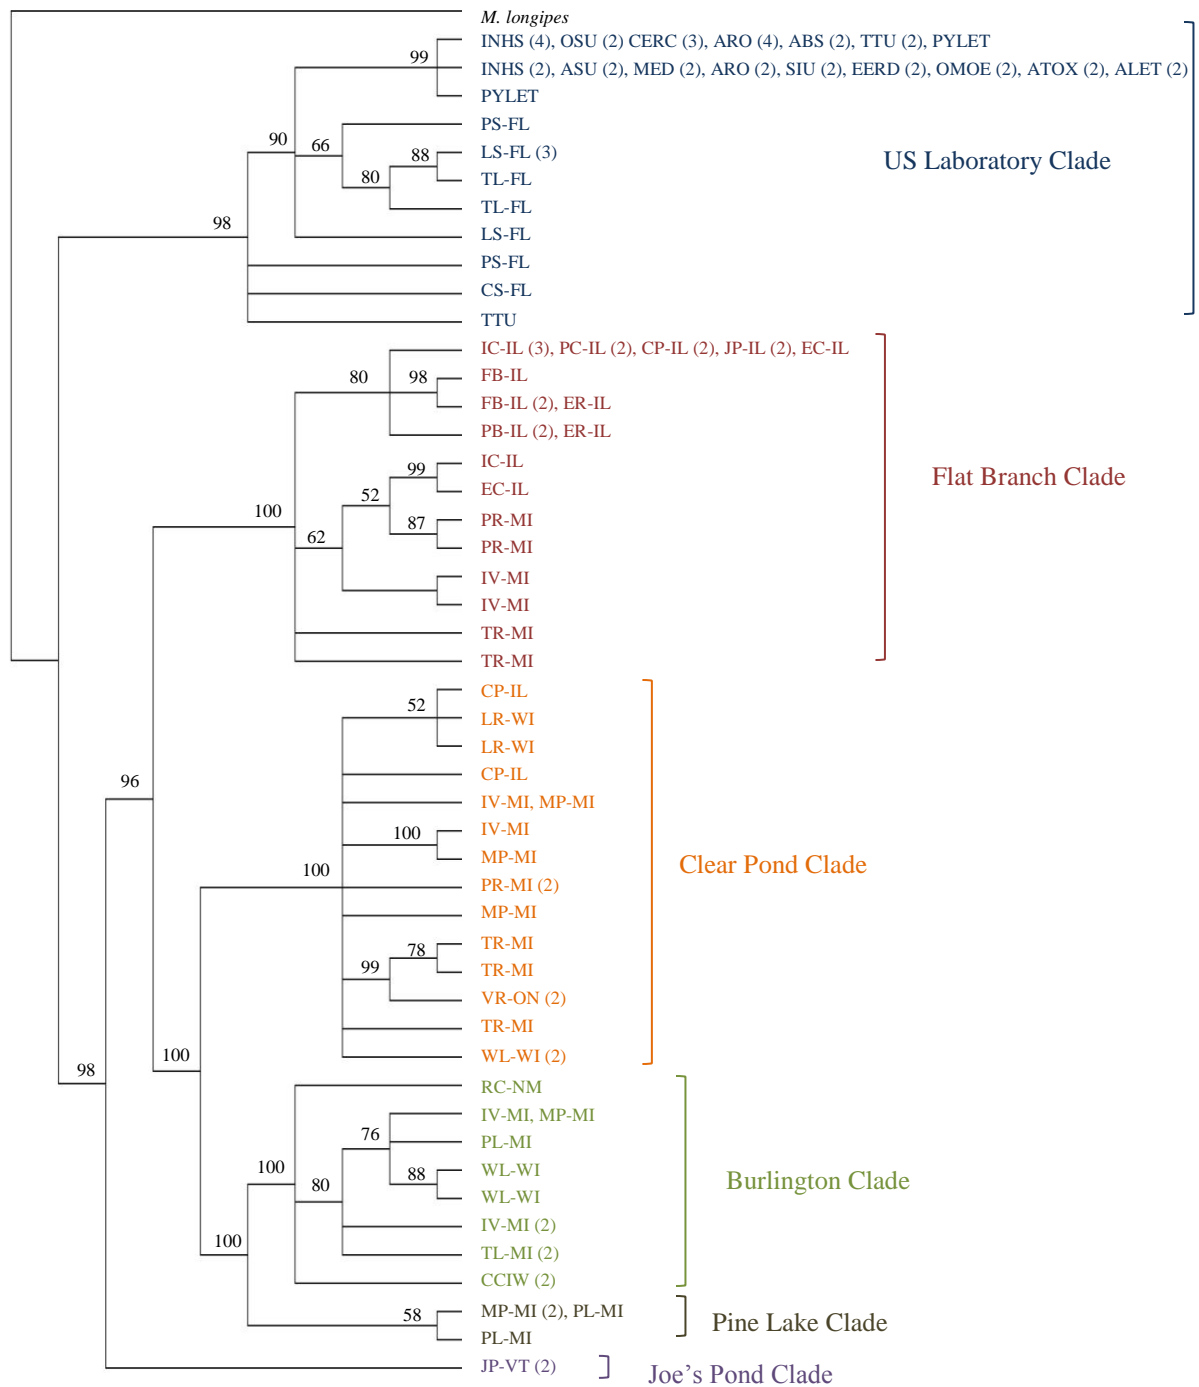 M. longipes
INHS (4), OSU (2) CERC (3), ARO (4), ABS (2), TTU (2), PYLET
99
INHS (2), ASU (2), MED (2), ARO (2), SIU (2), EERD (2), OMOE (2), ATOX (2), ALET (2)
PYLET
PS-FL
90
66
88
LS-FL (3)
US Laboratory Clade
80
TL-FL
TL-FL
98
LS-FL
PS-FL
CS-FL
TTU
IC-IL (3), PC-IL (2), CP-IL (2), JP-IL (2), EC-IL
80
98
FB-IL
FB-IL (2), ER-IL
PB-IL (2), ER-IL
IC-IL
99
Flat Branch Clade
EC-IL
52
100
PR-MI
87
62
PR-MI
IV-MI
IV-MI
TR-MI
TR-MI
CP-IL
52
LR-WI
LR-WI
CP-IL
96
IV-MI, MP-MI
IV-MI
100
MP-MI
Clear Pond Clade
100
PR-MI (2)
MP-MI
TR-MI
78
99
TR-MI
VR-ON (2)
TR-MI
100
WL-WI (2)
98
RC-NM
IV-MI, MP-MI
76
PL-MI
100
88
WL-WI
80
Burlington Clade
WL-WI
IV-MI (2)
100
TL-MI (2)
CCIW (2)
58
MP-MI (2), PL-MI
Pine Lake Clade
PL-MI
JP-VT (2)
Joe's Pond Clade